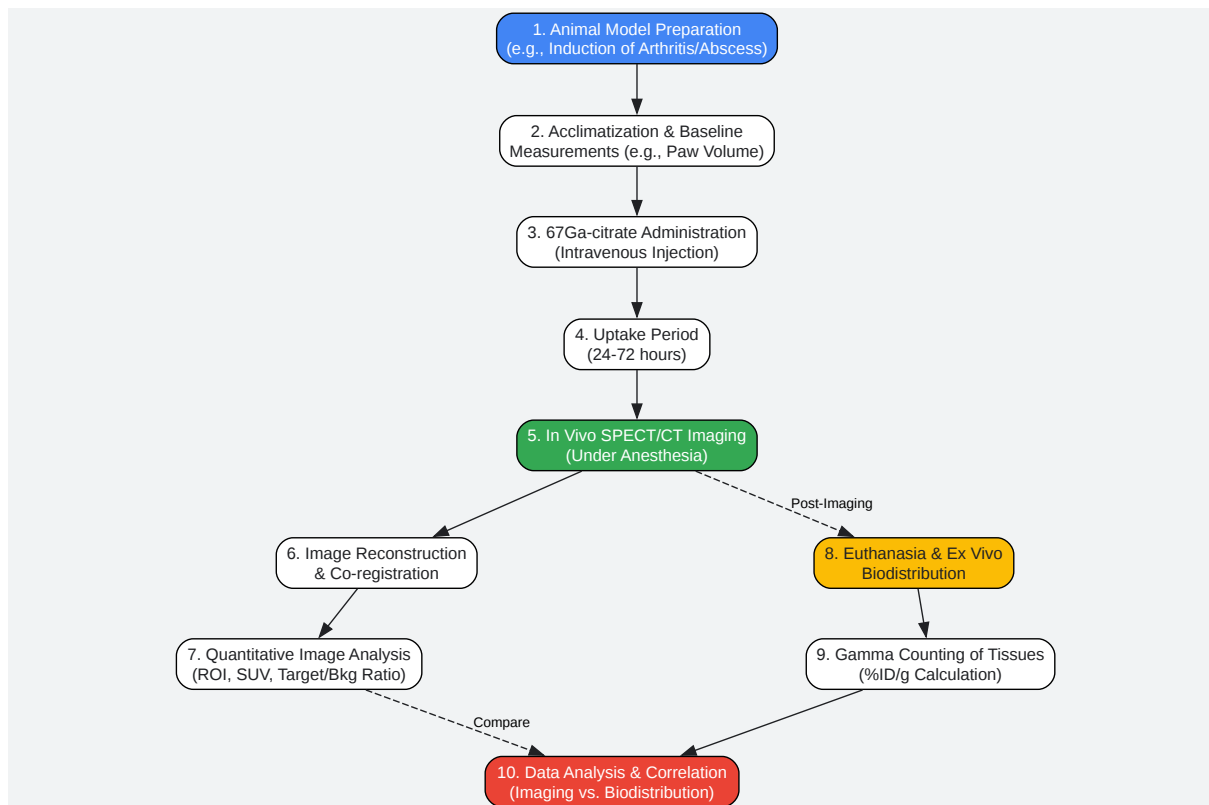 1. Animal Model Preparation
(e.g., Induction of Arthritis/Abscess)
2. Acclimatization & Baseline
Measurements (e.g., Paw Volume)
3. 67Ga-citrate Administration
(Intravenous Injection)
4. Uptake Period
(24-72 hours)
5. In Vivo SPECT/CT Imaging
(Under Anesthesia)
Post-Imaging
6. Image Reconstruction
& Co-registration
8. Euthanasia & Ex Vivo
Biodistribution
7. Quantitative Image Analysis
(ROI, SUV, Target/Bkg Ratio)
9. Gamma Counting of Tissues
(%ID/g Calculation)
Compare
10. Data Analysis & Correlation
(Imaging vs. Biodistribution)